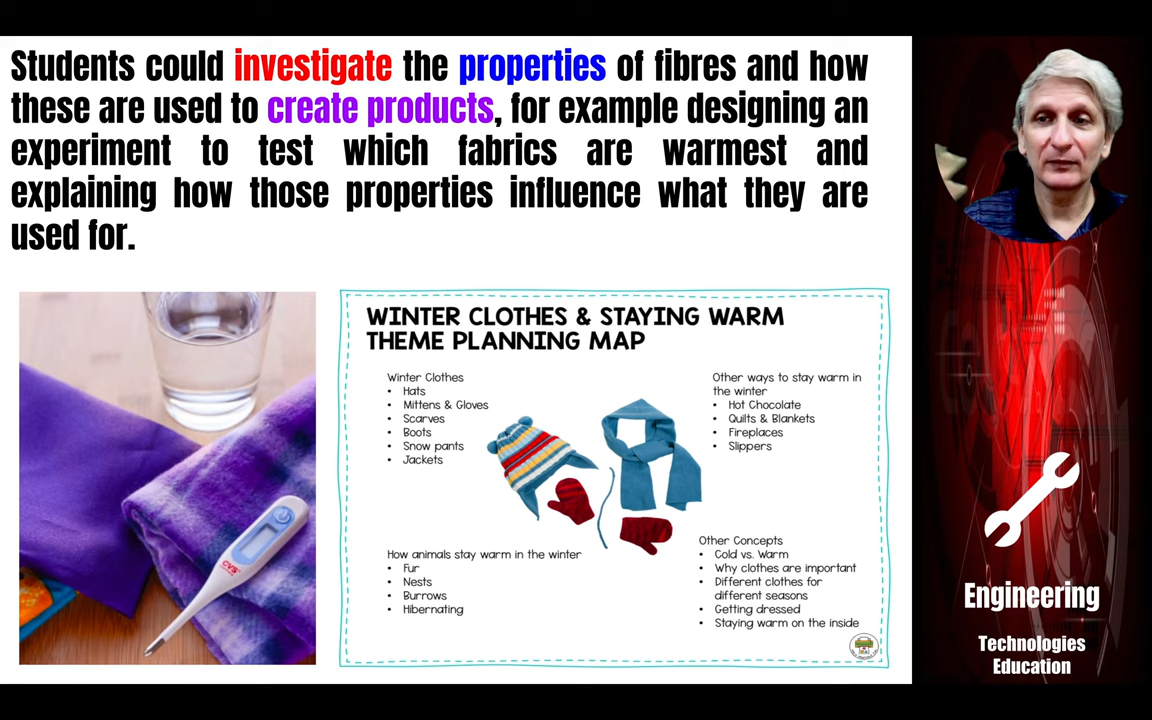 Students could investigate the properties of fibres and how
these are used to create products, for example designing an
experiment to test which fabrics are warmest and
explaining how those properties influence what they are
used for.
CVS
WINTER CLOTHES & STAYING WARM
THEME PLANNING MAP
Winter Clothes
• Hats
• Mittens & Gloves
• Scarves
• Boots
• Snow pants
• Jackets
Other ways to stay warm in
the winter
• Hot Chocolate
• Quilts & Blankets
• Fireplaces
• Slippers
How animals stay warm in the winter
• Fur
• Nests
• Burrows
• Hibernating
Other Concepts
• Cold vs. Warm
• Why clothes are important
• Different clothes for
different seasons
• Getting dressed
• Staying warm on the inside
Engineering
Technologies
Education